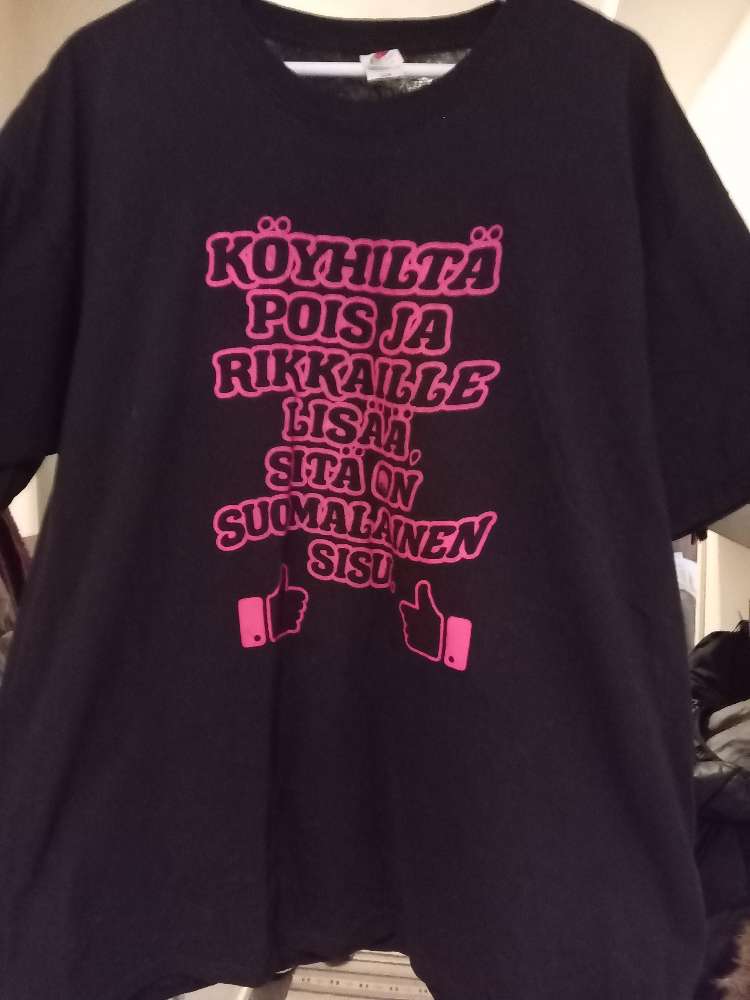 KÖYHILTÄ
POIS JA
RIKKAILLE
LISÄÄ,
SITÄ ON
SUOMALAINEN
SISU.